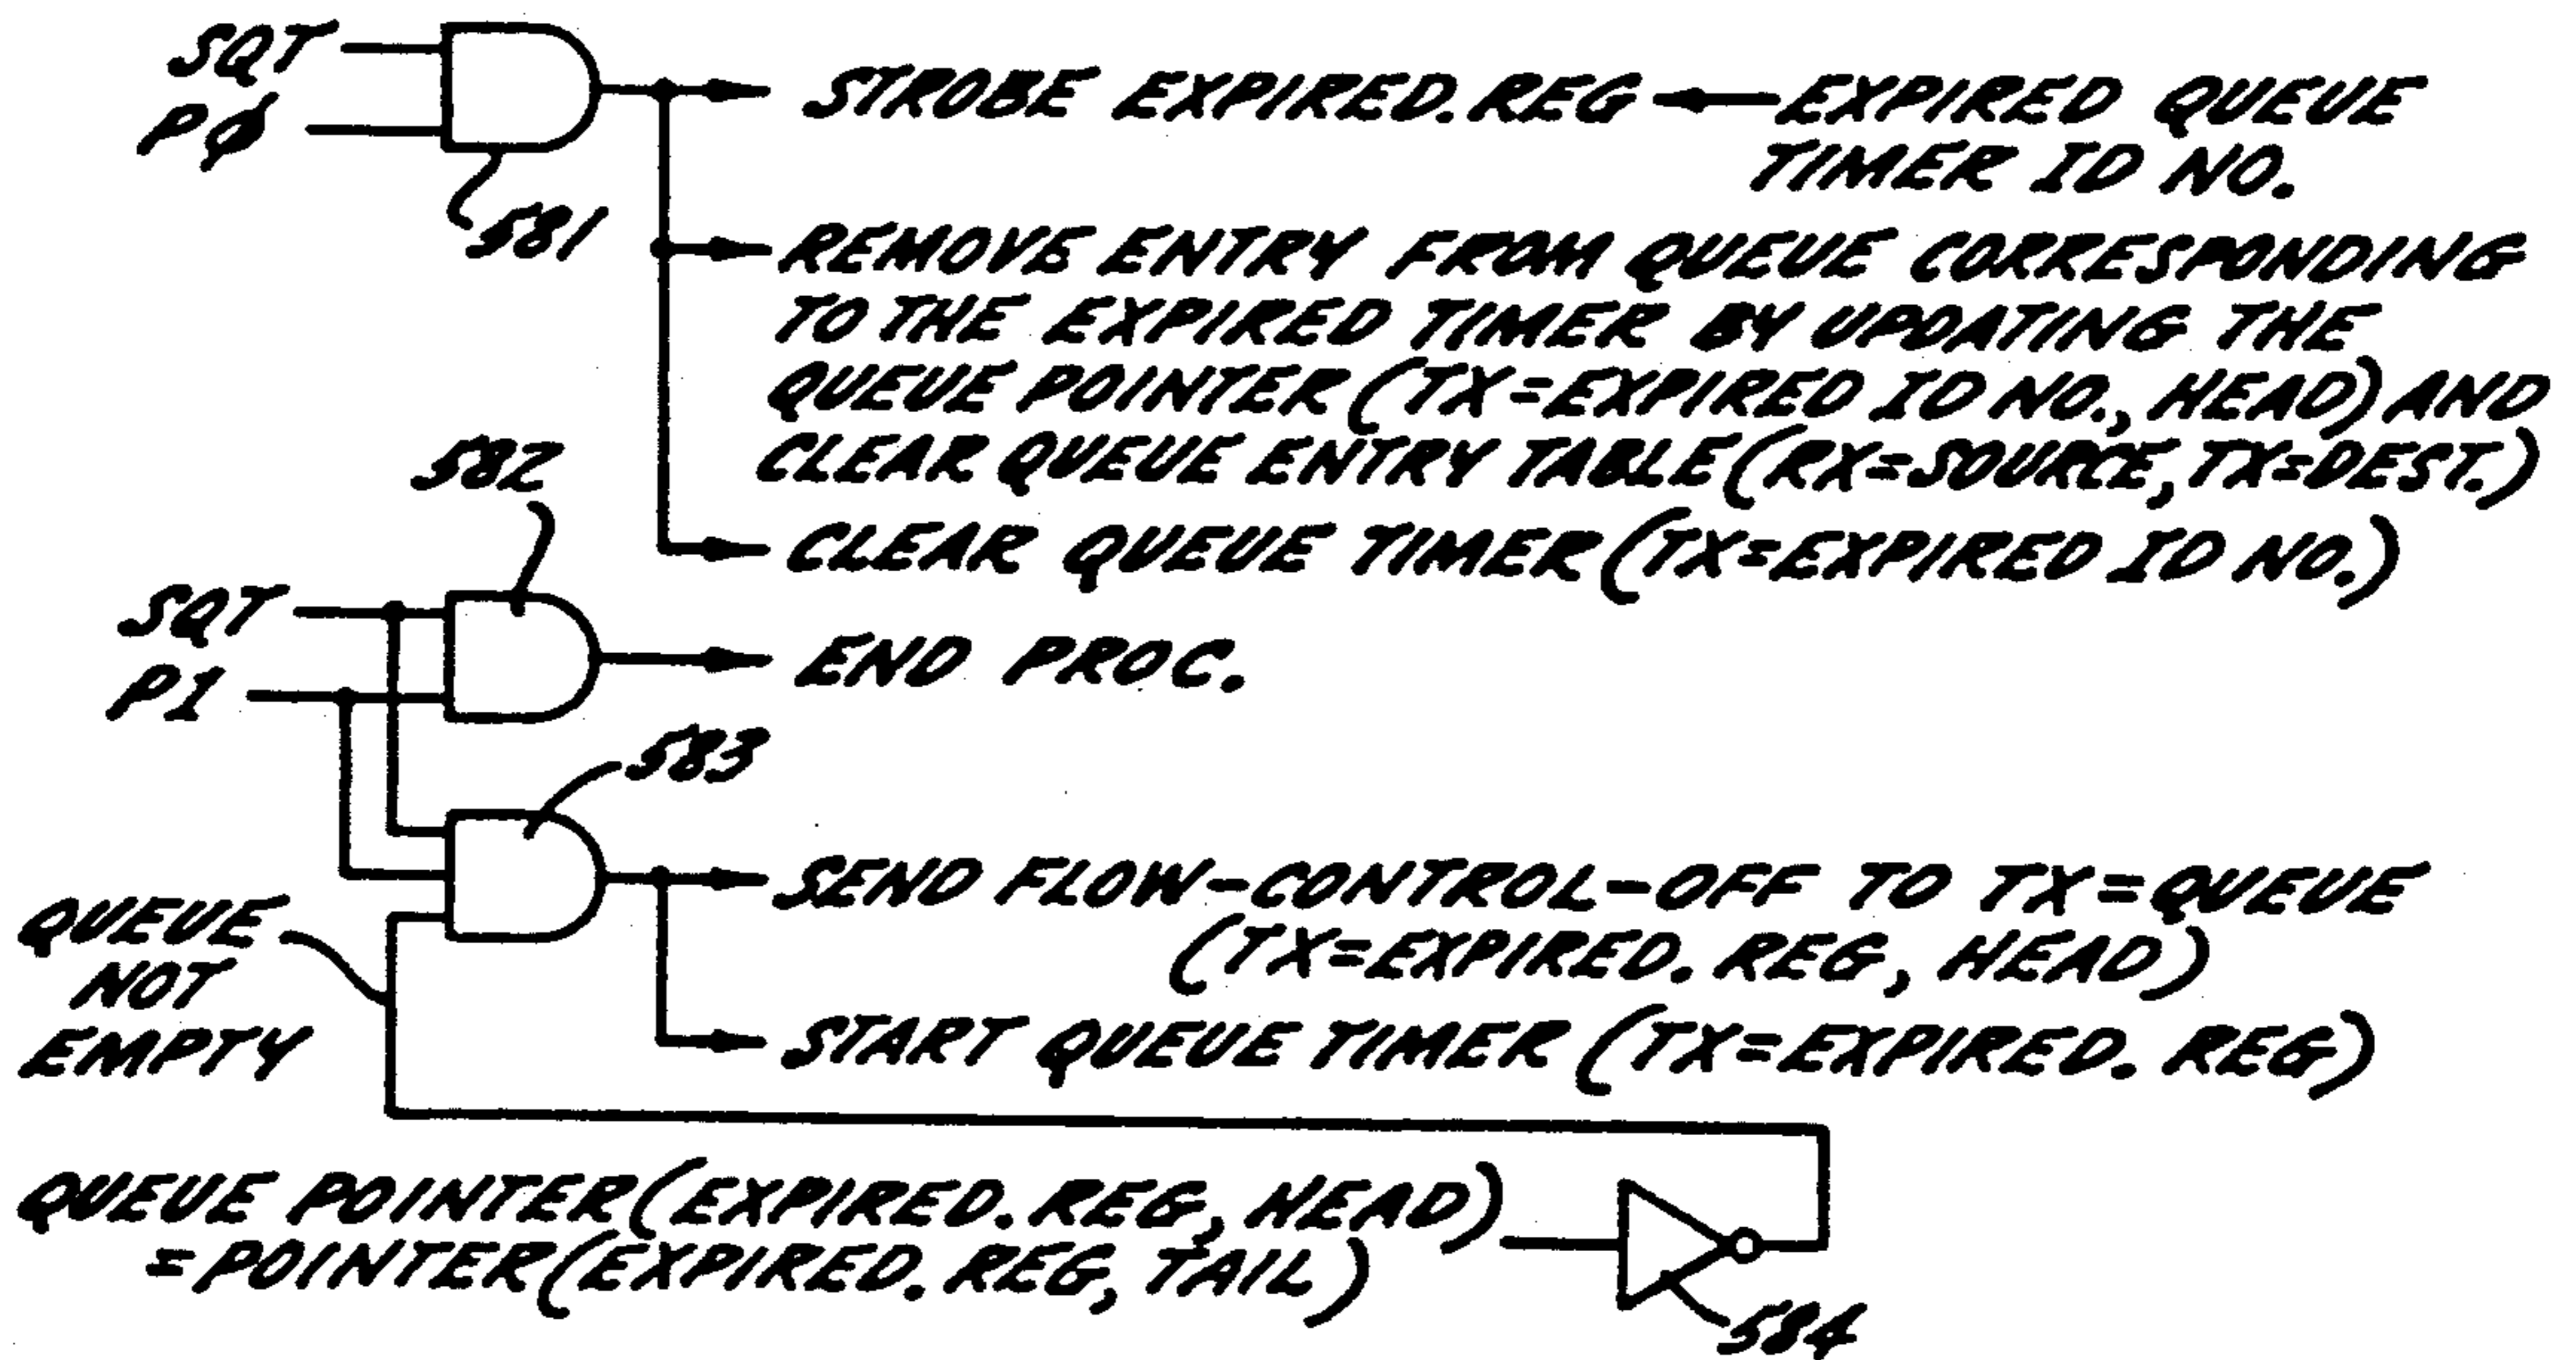 SQT
PØ
581
STROBE EXPIRED.REG ← EXPIRED QUEUE
TIMER ID NO.
REMOVE ENTRY FROM QUEUE CORRESPONDING
TO THE EXPIRED TIMER BY UPDATING THE
QUEUE POINTER (TX=EXPIRED ID NO., HEAD) AND
CLEAR QUEUE ENTRY TABLE (RX=SOURCE, TX=DEST.)
CLEAR QUEUE TIMER (TX=EXPIRED ID NO.)
582
SQT
P1
END PROC.
583
SEND FLOW-CONTROL-OFF TO TX=QUEUE
(TX=EXPIRED. REG, HEAD)
START QUEUE TIMER (TX=EXPIRED. REG)
QUEUE
NOT
EMPTY
QUEUE POINTER (EXPIRED.REG, HEAD)
=POINTER (EXPIRED. REG, TAIL)
584